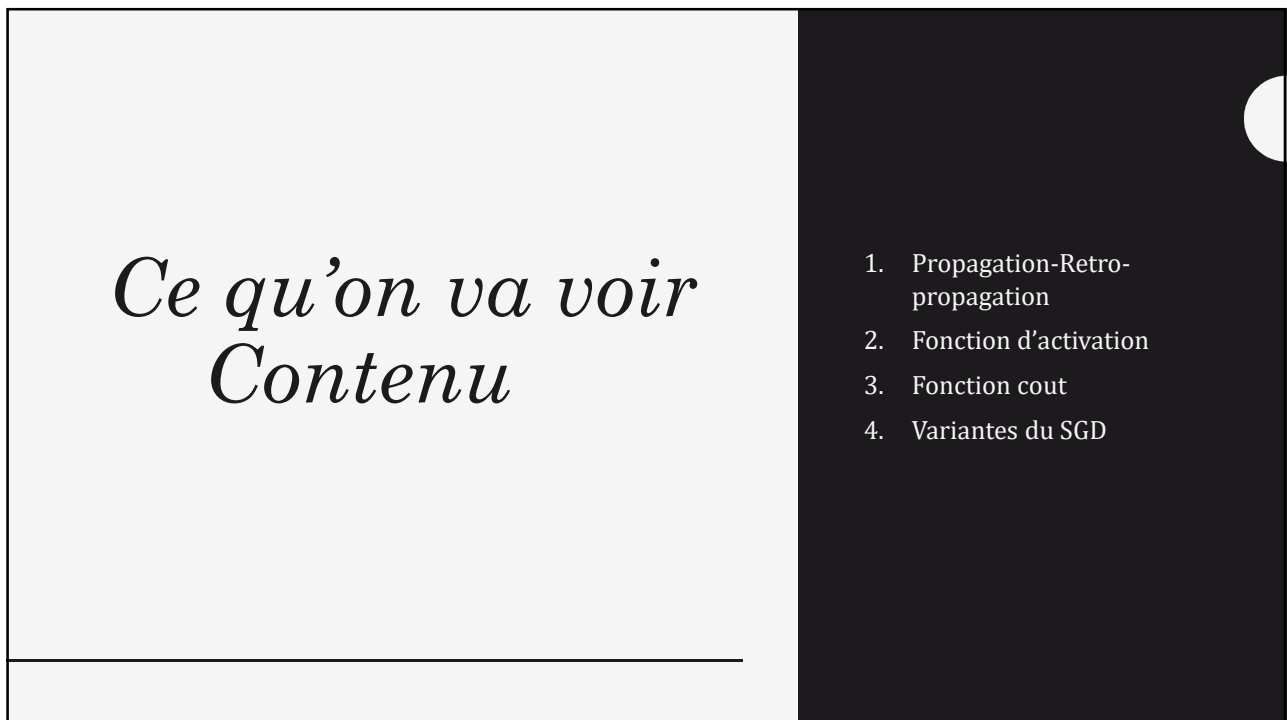 Ce qu’on va voir
Contenu
1. Propagation-Retro-
propagation
2. Fonction d’activation
3. Fonction cout
4. Variantes du SGD